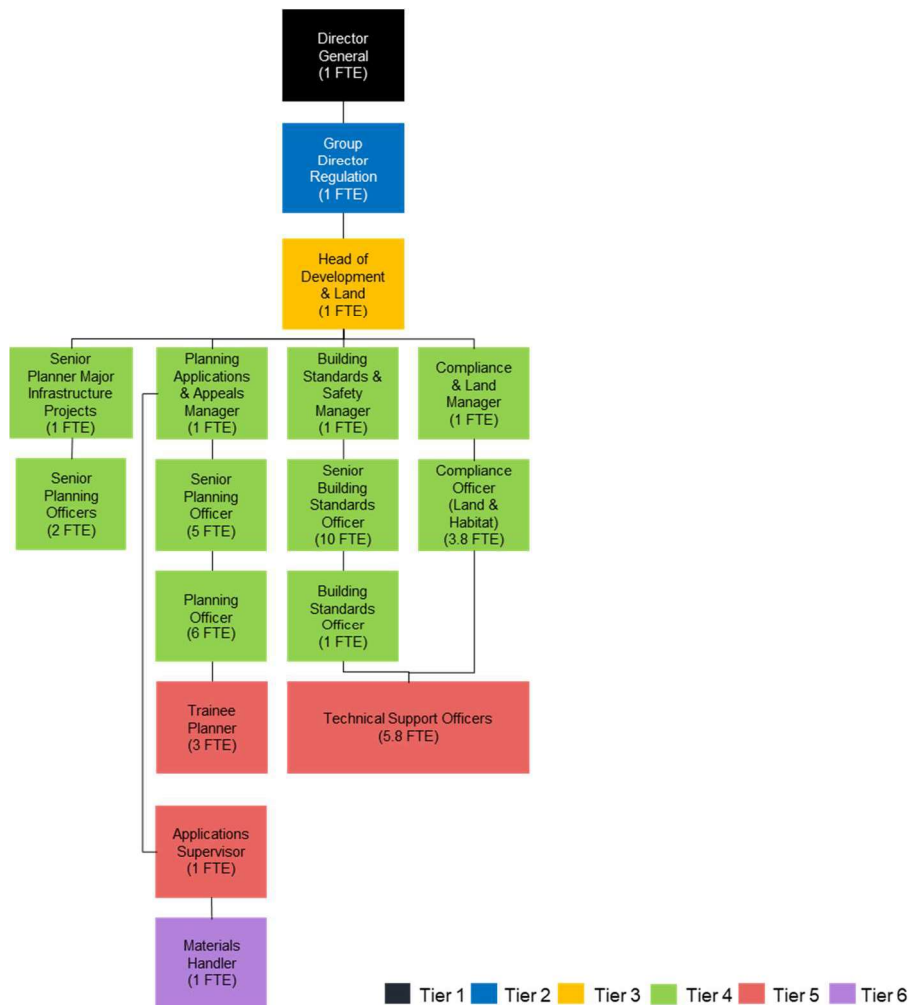 Director
General
(1 FTE)
Group
Director
Regulation
(1 FTE)
Head of
Development
& Land
(1 FTE)
Senior
Planner Major
Infrastructure
Projects
(1 FTE)
Planning
Applications
& Appeals
Manager
(1 FTE)
Building
Standards &
Safety
Manager
(1 FTE)
Compliance
& Land
Manager
(1 FTE)
Senior
Planning
Officers
(2 FTE)
Senior
Planning
Officer
(5 FTE)
Senior
Building
Standards
Officer
(10 FTE)
Compliance
Officer
(Land &
Habitat)
(3.8 FTE)
Planning
Officer
(6 FTE)
Building
Standards
Officer
(1 FTE)
Trainee
Planner
(3 FTE)
Technical Support Officers
(5.8 FTE)
Applications
Supervisor
(1 FTE)
Materials
Handler
(1 FTE)
Tier 1 Tier 2 Tier 3 Tier 4 Tier 5 Tier 6